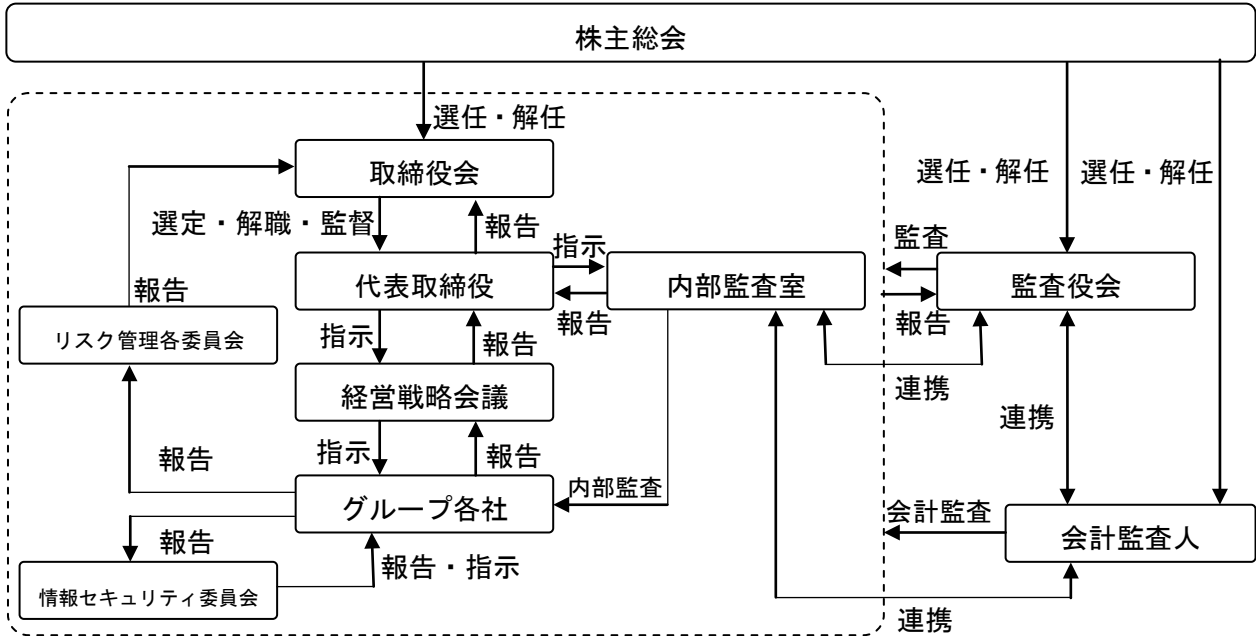 株主総会
選任・解任
選任・解任
選任・解任
取締役会
選定・解職・監督
報告
指示
監査
代表取締役
内部監査室
監査役会
報告
報告
報告
リスク管理各委員会
指示
報告
連携
経営戦略会議
連携
報告
指示
報告
内部監査
グループ各社
会計監査
会計監査人
報告
報告・指示
情報セキュリティ委員会
連携